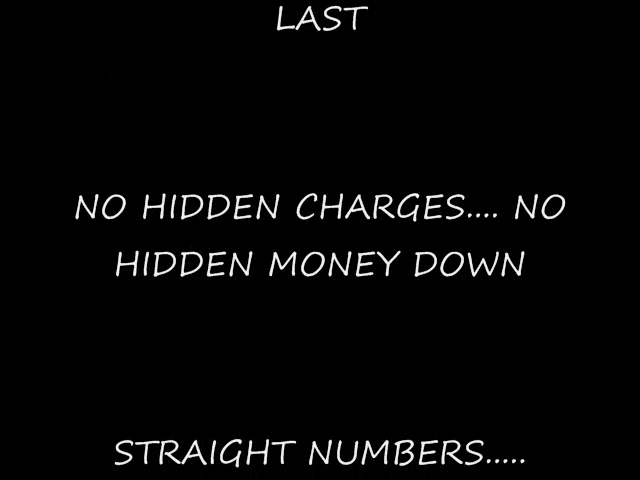 LAST
NO HIDDEN CHARGES.... NO
HIDDEN MONEY DOWN
STRAIGHT NUMBERS.....